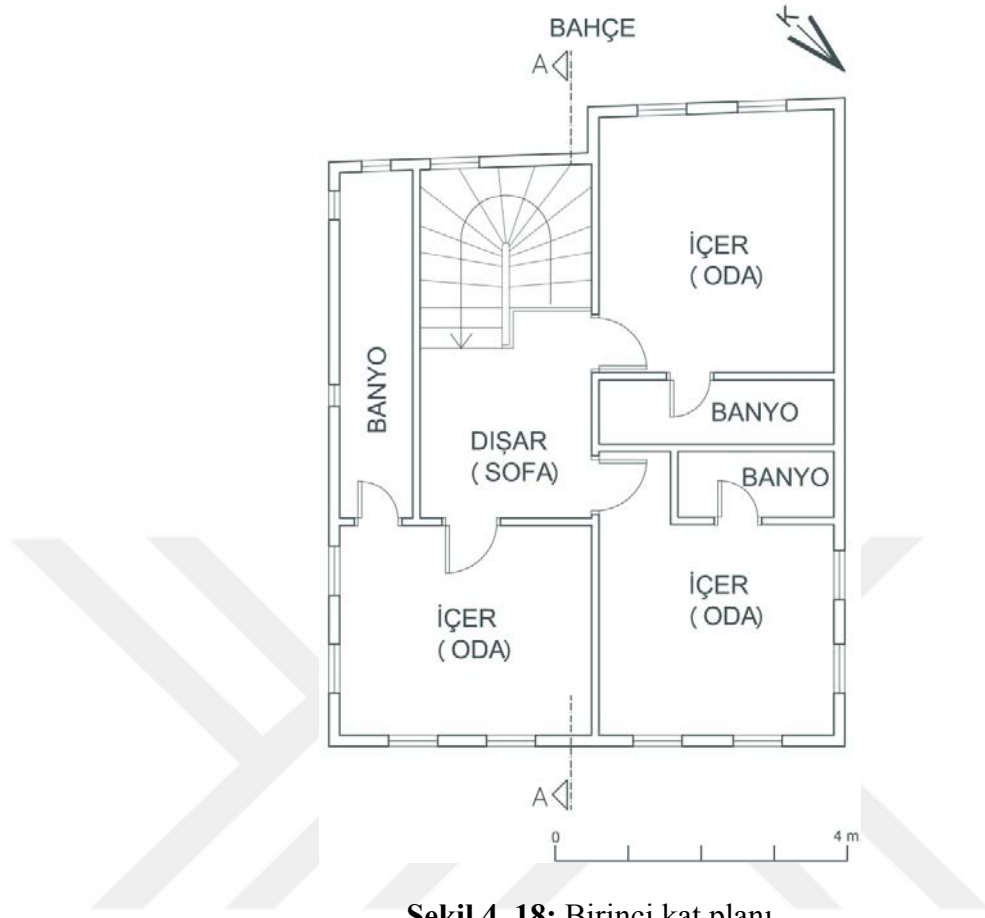 BAHÇE
K
A
İÇER
( ODA)
BANYO
BANYO
DIŞAR
( SOFA)
BANYO
İÇER
( ODA)
İÇER
( ODA)
A
0
4 m
Şekil 4. 18: Birinci kat planı